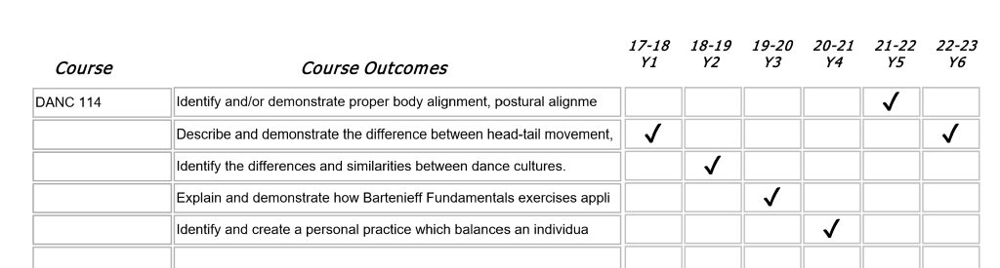 17-18 18-19 19-20 20-21 21-22 22-23
Course Course Outcomes Y1 Y2 Y3 Y4 Y5 Y6
DANC 114 Identify and/or demonstrate proper body alignment, postural alignme ✓
Describe and demonstrate the difference between head-tail movement, ✓ ✓
Identify the differences and similarities between dance cultures. ✓
Explain and demonstrate how Bartenieff Fundamentals exercises appli ✓
Identify and create a personal practice which balances an individua ✓